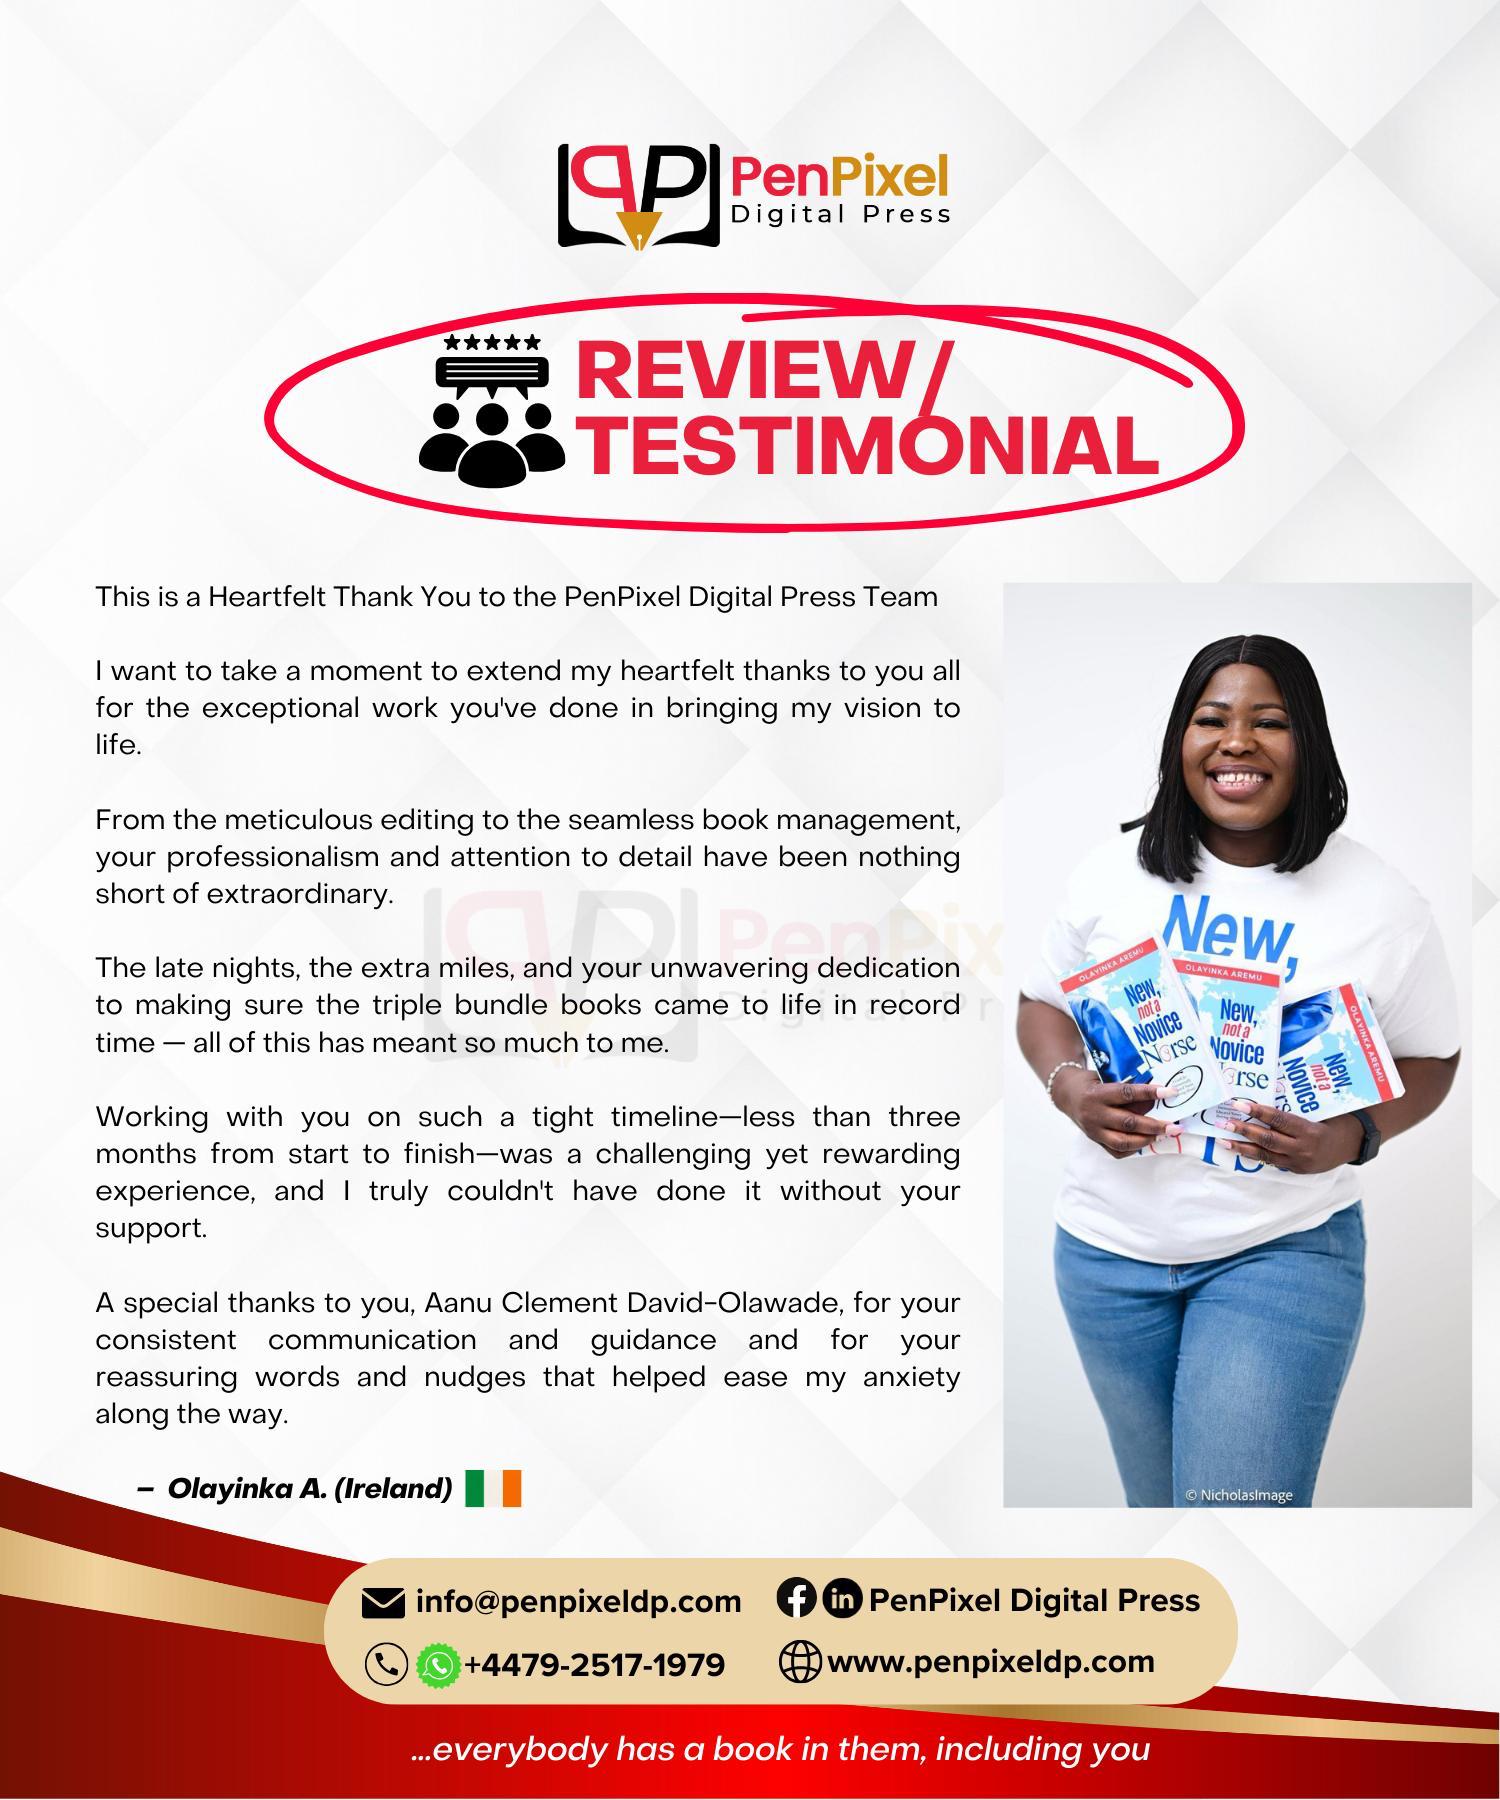 PenPixel
Digital Press
REVIEW/
TESTIMONIAL
This is a Heartfelt Thank You to the PenPixel Digital Press Team
I want to take a moment to extend my heartfelt thanks to you all
for the exceptional work you've done in bringing my vision to
life.
From the meticulous editing to the seamless book management,
your professionalism and attention to detail have been nothing
short of extraordinary.
The late nights, the extra miles, and your unwavering dedication
to making sure the triple bundle books came to life in record
time — all of this has meant so much to me.
Working with you on such a tight timeline—less than three
months from start to finish—was a challenging yet rewarding
experience, and I truly couldn't have done it without your
support.
A special thanks to you, Aanu Clement David-Olawade, for your
consistent communication and guidance and for your
reassuring words and nudges that helped ease my anxiety
along the way.
– Olayinka A. (Ireland)
PenPix
Digital Pr
New,
OLAYINKA AREMU
New,
not a
Novice
Nurse
OLAYINKA AREMU
New,
not a
Novice
OLAYINKA AREMU
New,
not a
Novice
© NicholasImage
info@penpixeldp.com
PenPixel Digital Press
+4479-2517-1979
www.penpixeldp.com
...everybody has a book in them, including you